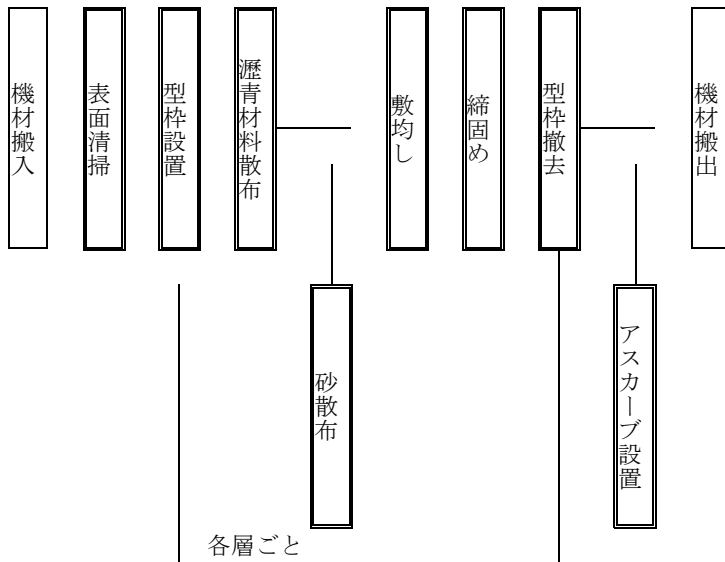 機材搬入
表面清掃
型枠設置
瀝青材料散布
敷均し
締固め
型枠撤去
機材搬出
砂散布
アスカーブ設置
各層ごと